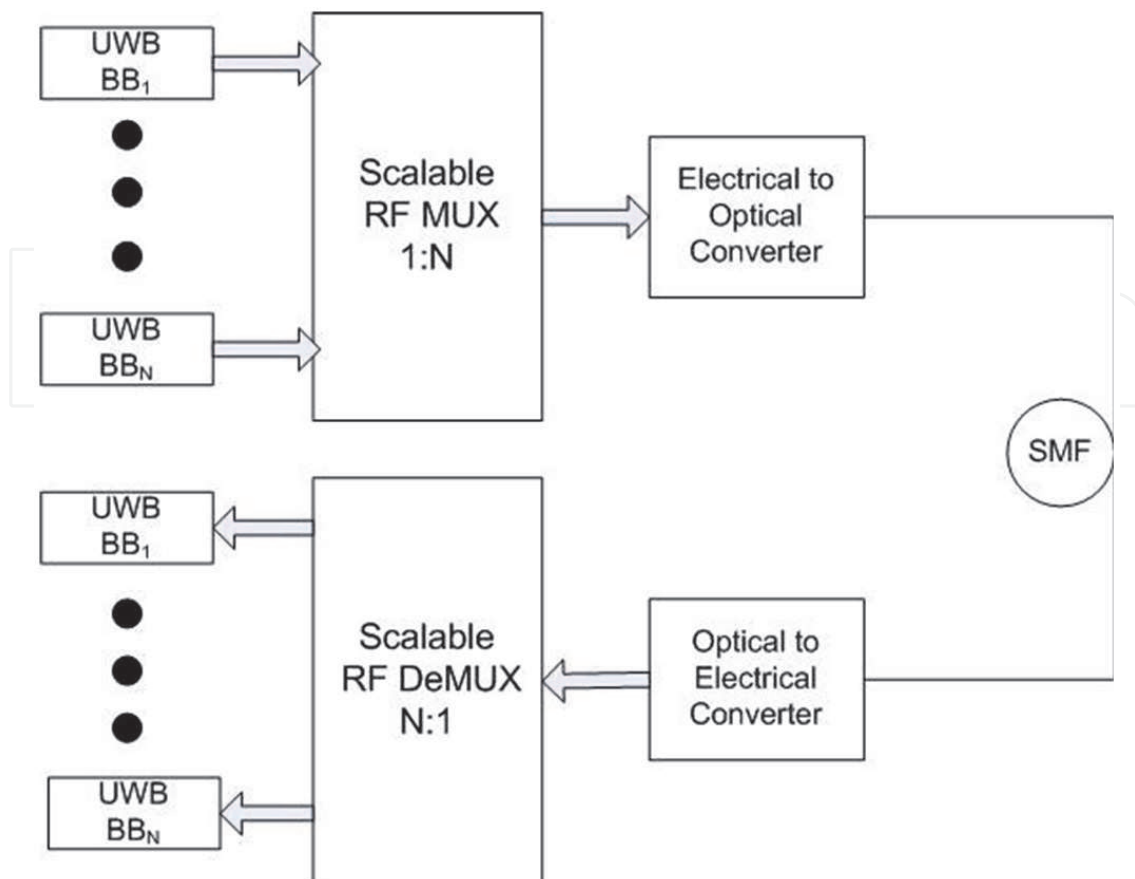 UWB
BB₁
Scalable
RF MUX
1:N
Electrical to
Optical
Converter
UWB
BBN
SMF
UWB
BB₁
Scalable
RF DeMUX
N:1
Optical to
Electrical
Converter
UWB
BBN